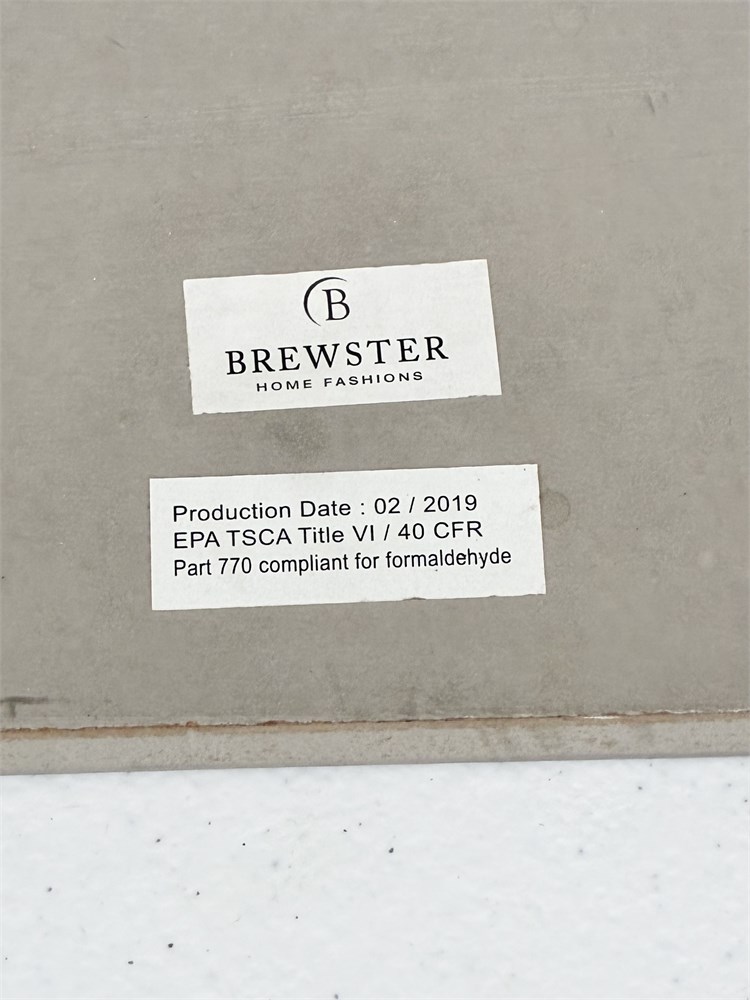 B
BREWSTER
HOME FASHIONS
Production Date : 02 / 2019
EPA TSCA Title VI / 40 CFR
Part 770 compliant for formaldehyde